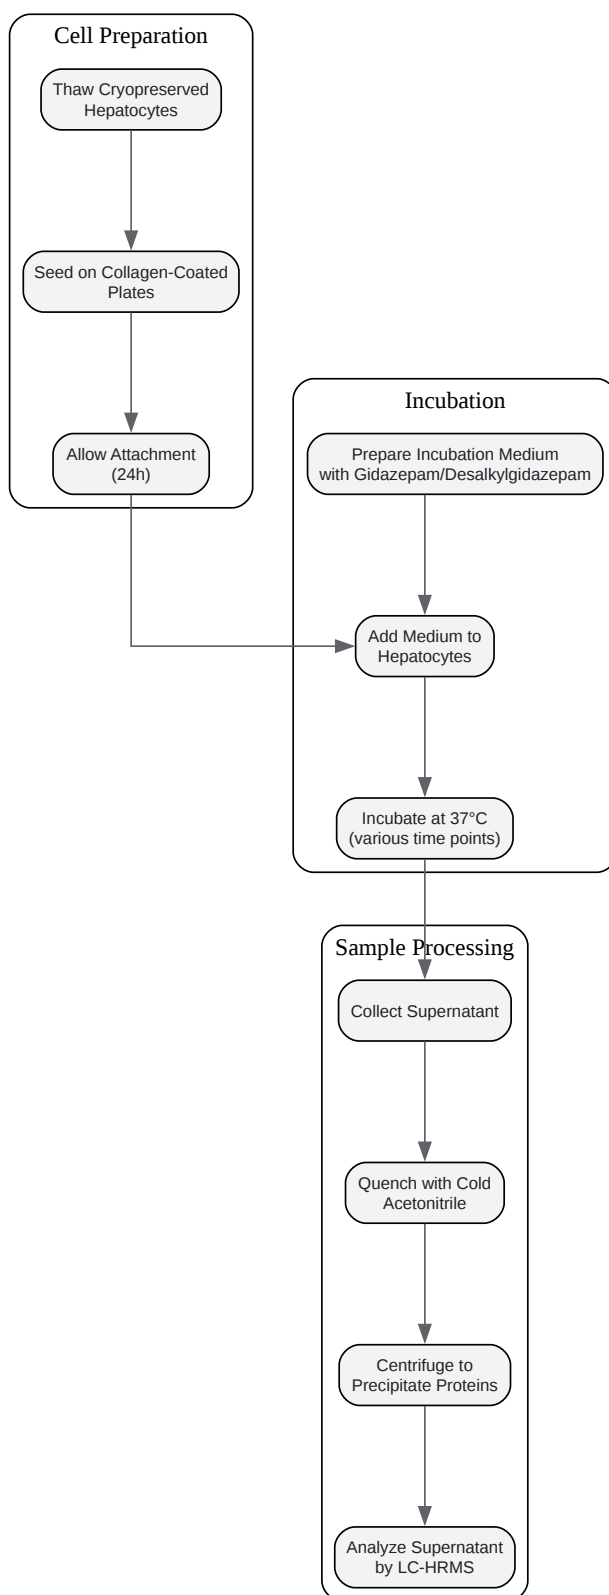 Cell Preparation
Thaw Cryopreserved
Hepatocytes
Seed on Collagen-Coated
Plates
Allow Attachment
(24h)
Incubation
Prepare Incubation Medium
with Gidazepam/Desalkylgidazepam
Add Medium to
Hepatocytes
Incubate at 37°C
(various time points)
Sample Processing
Collect Supernatant
Quench with Cold
Acetonitrile
Centrifuge to
Precipitate Proteins
Analyze Supernatant
by LC-HRMS